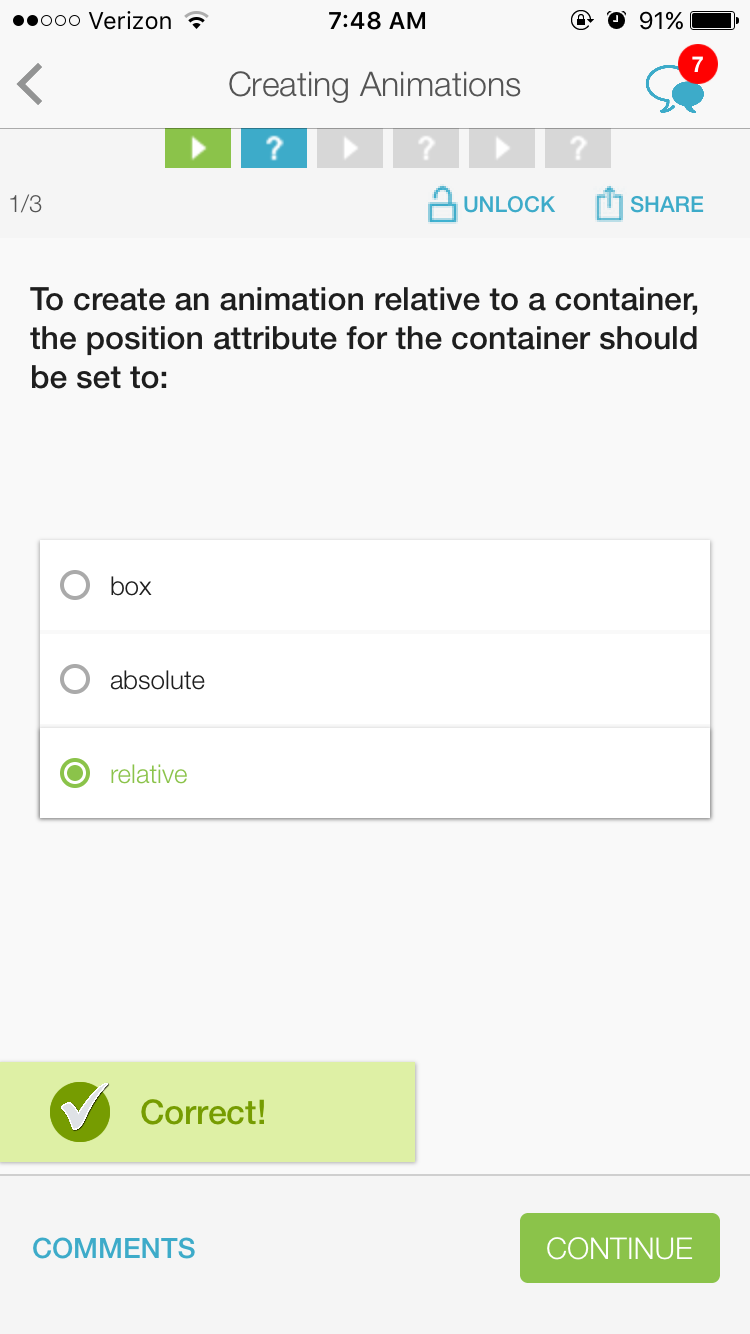 Verizon 7:48 AM 91%
Creating Animations 7
? ? ?
1/3 UNLOCK SHARE
To create an animation relative to a container,
the position attribute for the container should
be set to:
box
absolute
relative
Correct!
COMMENTS CONTINUE